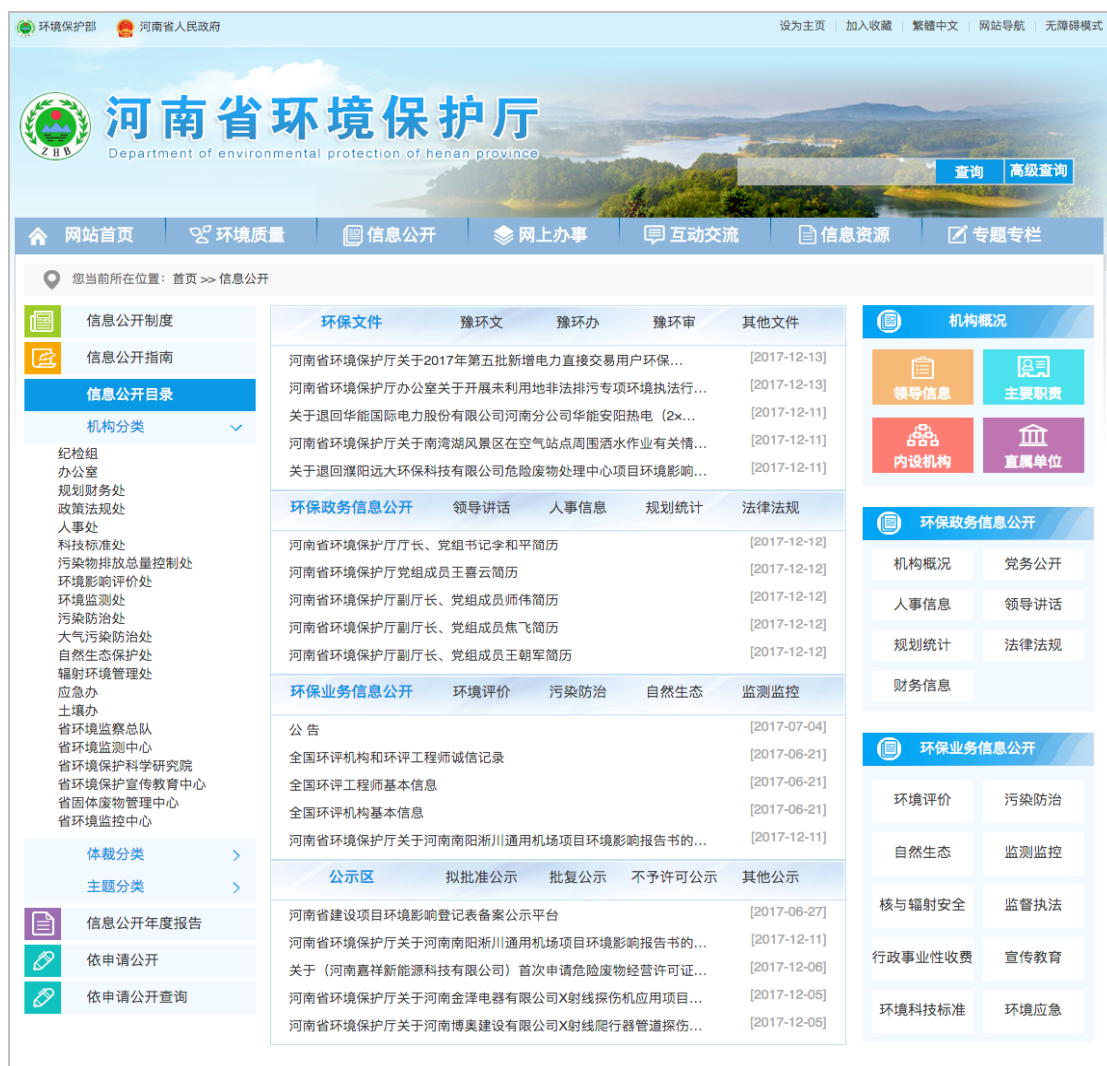 环境保护部 河南省人民政府 设为主页 加入收藏 繁體中文 网站导航 无障碍模式
河南省环境保护厅
Department of environmental protection of henan province
ZHB
查询 高级查询
网站首页 环境质量 信息公开 网上办事 互动交流 信息资源 专题专栏
您当前所在位置：首页 >> 信息公开
信息公开制度
信息公开指南
信息公开目录
机构分类
纪检组
办公室
规划财务处
政策法规处
人事处
科技标准处
污染物排放总量控制处
环境影响评价处
环境监测处
污染防治处
大气污染防治处
自然生态保护处
辐射环境管理处
应急办
土壤办
省环境监察总队
省环境监测中心
省环境保护科学研究院
省环境保护宣传教育中心
省固体废物管理中心
省环境监控中心
体裁分类
主题分类
信息公开年度报告
依申请公开
依申请公开查询
环保文件 豫环文 豫环办 豫环审 其他文件
河南省环境保护厅关于2017年第五批新增电力直接交易用户环保… [2017-12-13]
河南省环境保护厅办公室关于开展未利用地非法排污专项环境执法行… [2017-12-13]
关于退回华能国际电力股份有限公司河南分公司华能安阳热电（2×… [2017-12-11]
河南省环境保护厅关于南湾湖风景区在空气站点周围洒水作业有关情… [2017-12-11]
关于退回濮阳远大环保科技有限公司危险废物处理中心项目环境影响… [2017-12-11]
环保政务信息公开 领导讲话 人事信息 规划统计 法律法规
河南省环境保护厅厅长、党组书记李和平简历 [2017-12-12]
河南省环境保护厅党组成员王喜云简历 [2017-12-12]
河南省环境保护厅副厅长、党组成员师伟简历 [2017-12-12]
河南省环境保护厅副厅长、党组成员焦飞简历 [2017-12-12]
河南省环境保护厅副厅长、党组成员王朝军简历 [2017-12-12]
环保业务信息公开 环境评价 污染防治 自然生态 监测监控
公 告 [2017-07-04]
全国环评机构和环评工程师诚信记录 [2017-06-21]
全国环评工程师基本信息 [2017-06-21]
全国环评机构基本信息 [2017-06-21]
河南省环境保护厅关于河南南阳淅川通用机场项目环境影响报告书的… [2017-12-11]
公示区 拟批准公示 批复公示 不予许可公示 其他公示
河南省建设项目环境影响登记表备案公示平台 [2017-06-27]
河南省环境保护厅关于河南南阳淅川通用机场项目环境影响报告书的… [2017-12-11]
关于（河南嘉祥新能源科技有限公司）首次申请危险废物经营许可证… [2017-12-06]
河南省环境保护厅关于河南金泽电器有限公司X射线探伤机应用项目… [2017-12-05]
河南省环境保护厅关于河南博奥建设有限公司X射线爬行器管道探伤… [2017-12-05]
机构概况
领导信息 主要职责
内设机构 直属单位
环保政务信息公开
机构概况 党务公开
人事信息 领导讲话
规划统计 法律法规
财务信息
环保业务信息公开
环境评价 污染防治
自然生态 监测监控
核与辐射安全 监督执法
行政事业性收费 宣传教育
环境科技标准 环境应急